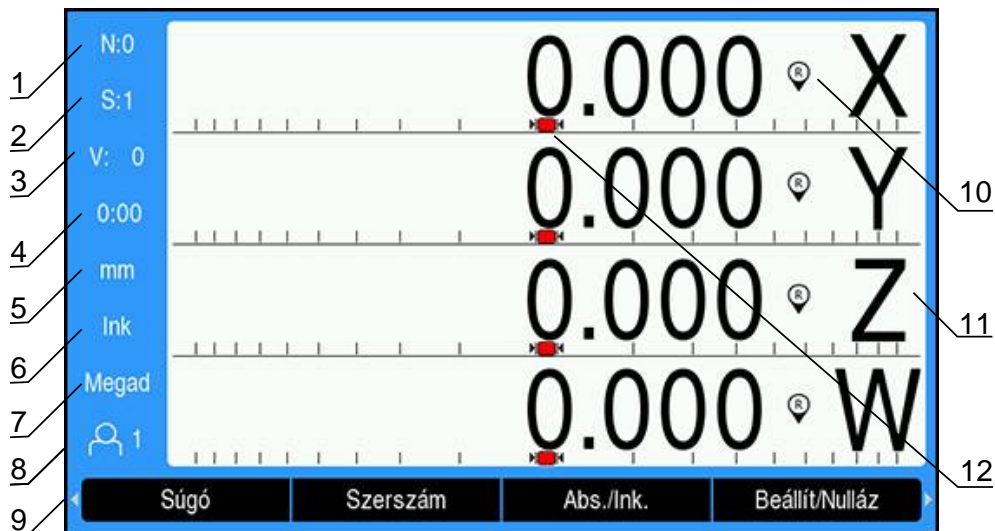 N:0
S:1
V: 0
0:00
mm
Ink
Megad
1
0.000 R X
0.000 R Y
0.000 R Z
0.000 R W
Súgó Szerszám Abs./Ink. Beállít/Nulláz
1
2
3
4
5
6
7
8
9
10
11
12